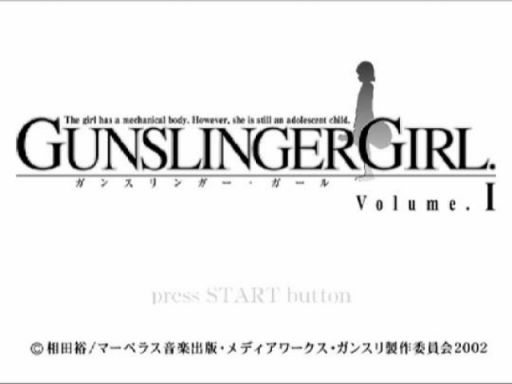 The girl has a mechanical body. However, she is still an adolescent child.
GUNSLINGER GIRL.
ガンスリンガー・ガール
Volume. I
press START button
©相田裕/マーベラス音楽出版・メディアワークス・ガンスリ製作委員会2002